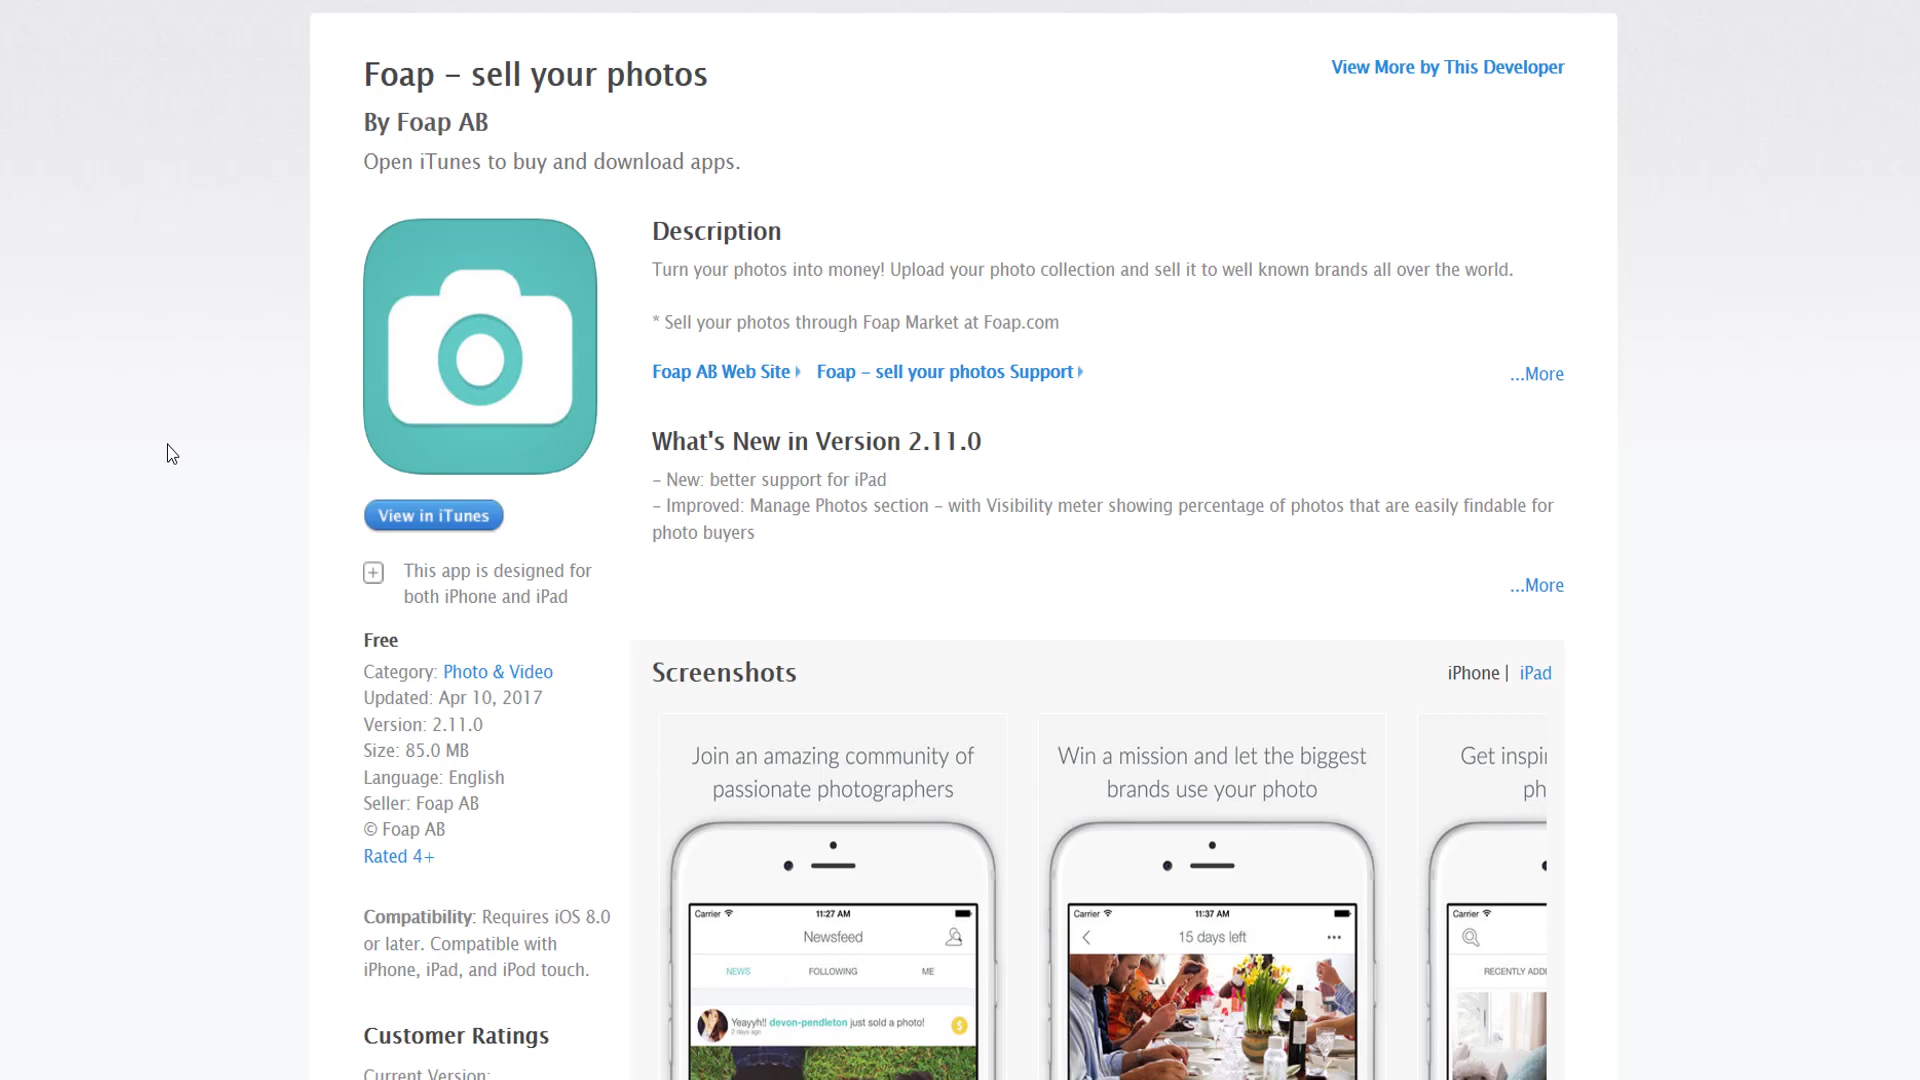 Foap - sell your photos
View More by This Developer
By Foap AB
Open iTunes to buy and download apps.
Description
Turn your photos into money! Upload your photo collection and sell it to well known brands all over the world.
* Sell your photos through Foap Market at Foap.com
Foap AB Web Site
Foap - sell your photos Support
...More
What's New in Version 2.11.0
- New: better support for iPad
- Improved: Manage Photos section - with Visibility meter showing percentage of photos that are easily findable for
photo buyers
...More
View in iTunes
This app is designed for
both iPhone and iPad
Free
Category: Photo & Video
Updated: Apr 10, 2017
Version: 2.11.0
Size: 85.0 MB
Language: English
Seller: Foap AB
© Foap AB
Rated 4+
Compatibility: Requires iOS 8.0
or later. Compatible with
iPhone, iPad, and iPod touch.
Customer Ratings
Current Version:
Screenshots
iPhone | iPad
Join an amazing community of
passionate photographers
Carrier 11:27 AM
Newsfeed
NEWS FOLLOWING ME
Yeayyh!! devon-pendleton just sold a photo!
2 days ago
$
Win a mission and let the biggest
brands use your photo
Carrier 11:37 AM
15 days left
Get inspi
ph
Carrier
RECENTLY ADD